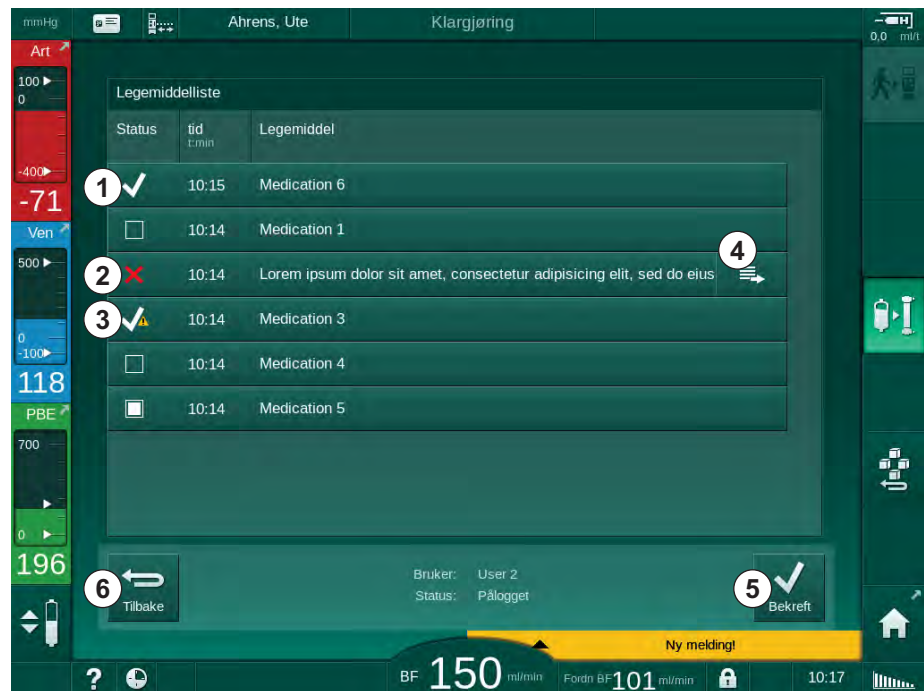 mmHg
Ahrens, Ute
Klargjøring
0,0 ml/t
Art
100
0
-400
-71
Ven
500
0
-100
118
PBE
700
0
196
Legemiddelliste
Status
tid
t:min
Legemiddel
1
10:15
Medication 6
10:14
Medication 1
2
10:14
Lorem ipsum dolor sit amet, consectetur adipisicing elit, sed do eius
4
3
10:14
Medication 3
10:14
Medication 4
10:14
Medication 5
6
Tilbake
Bruker: User 2
Status: Pålogget
5
Bekreft
Ny melding!
?
BF 150 ml/min
Fordn BF 101 ml/min
10:17